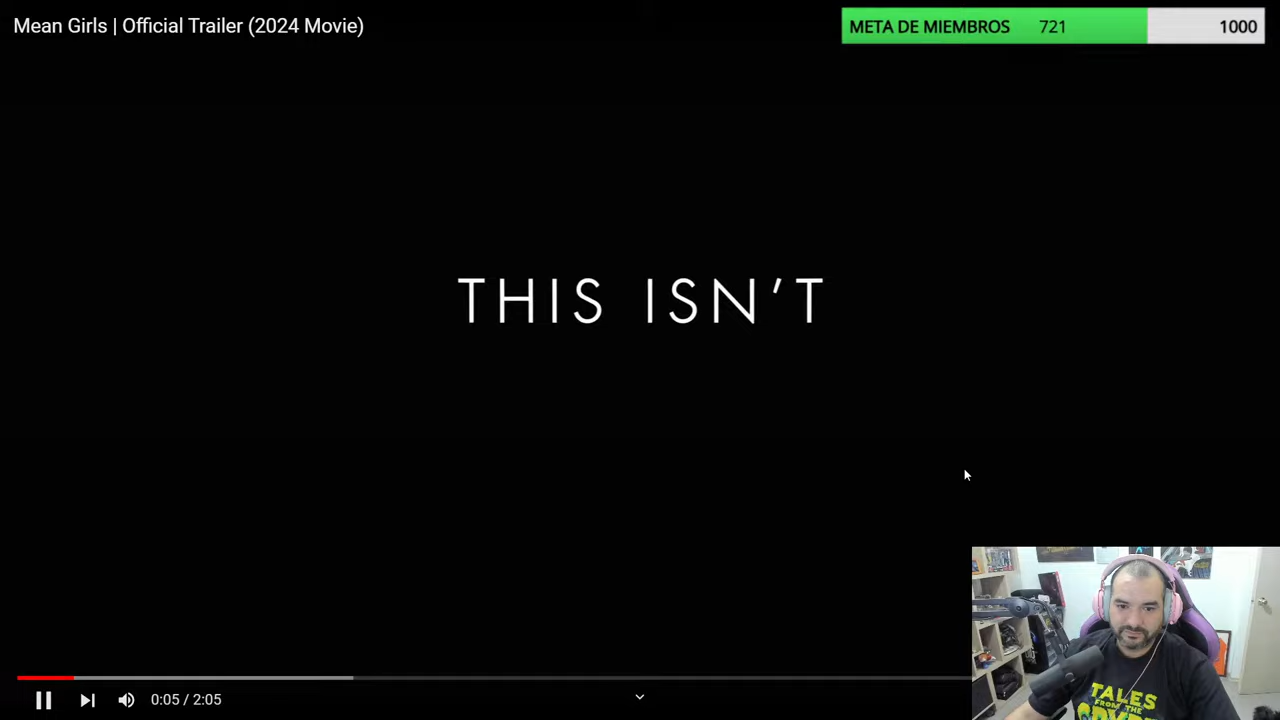 Mean Girls | Official Trailer (2024 Movie)
META DE MIEMBROS 721 1000
THIS ISN'T
0:05 / 2:05
TALES
FROM THE